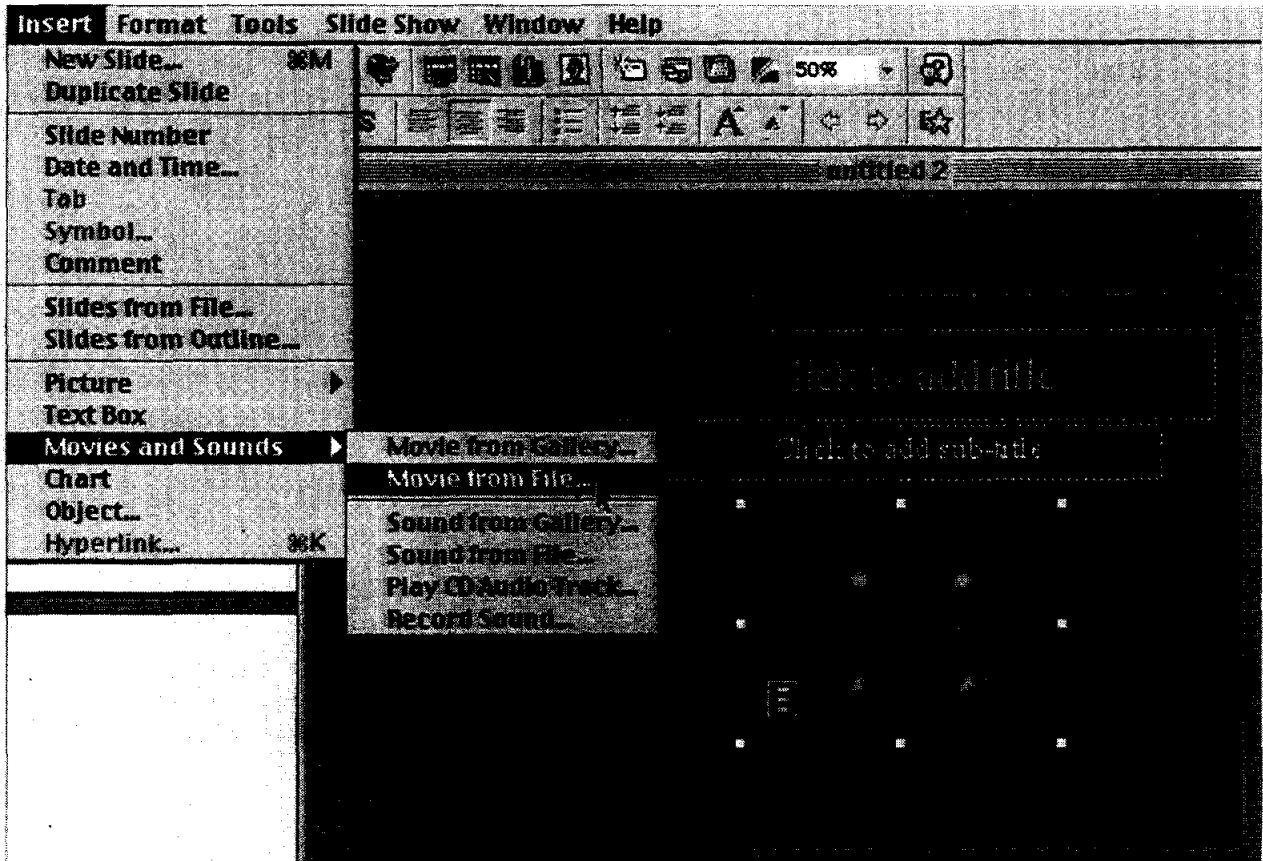 Insert Format Tools Slide Show Window Help
New Slide... ⌘M
Duplicate Slide
50%
Slide Number
Date and Time...
Tab
Symbol...
Comment
S A A
untitled 2
Slides from File...
Slides from Outline...
Picture
Text Box
Movies and Sounds
Chart
Object...
Hyperlink... ⌘K
Movie from Gallery...
Movie from File...
Sound from Gallery...
Sound from File...
Play CD Audio Track...
Record Sound...
to add title
Click to add sub-title